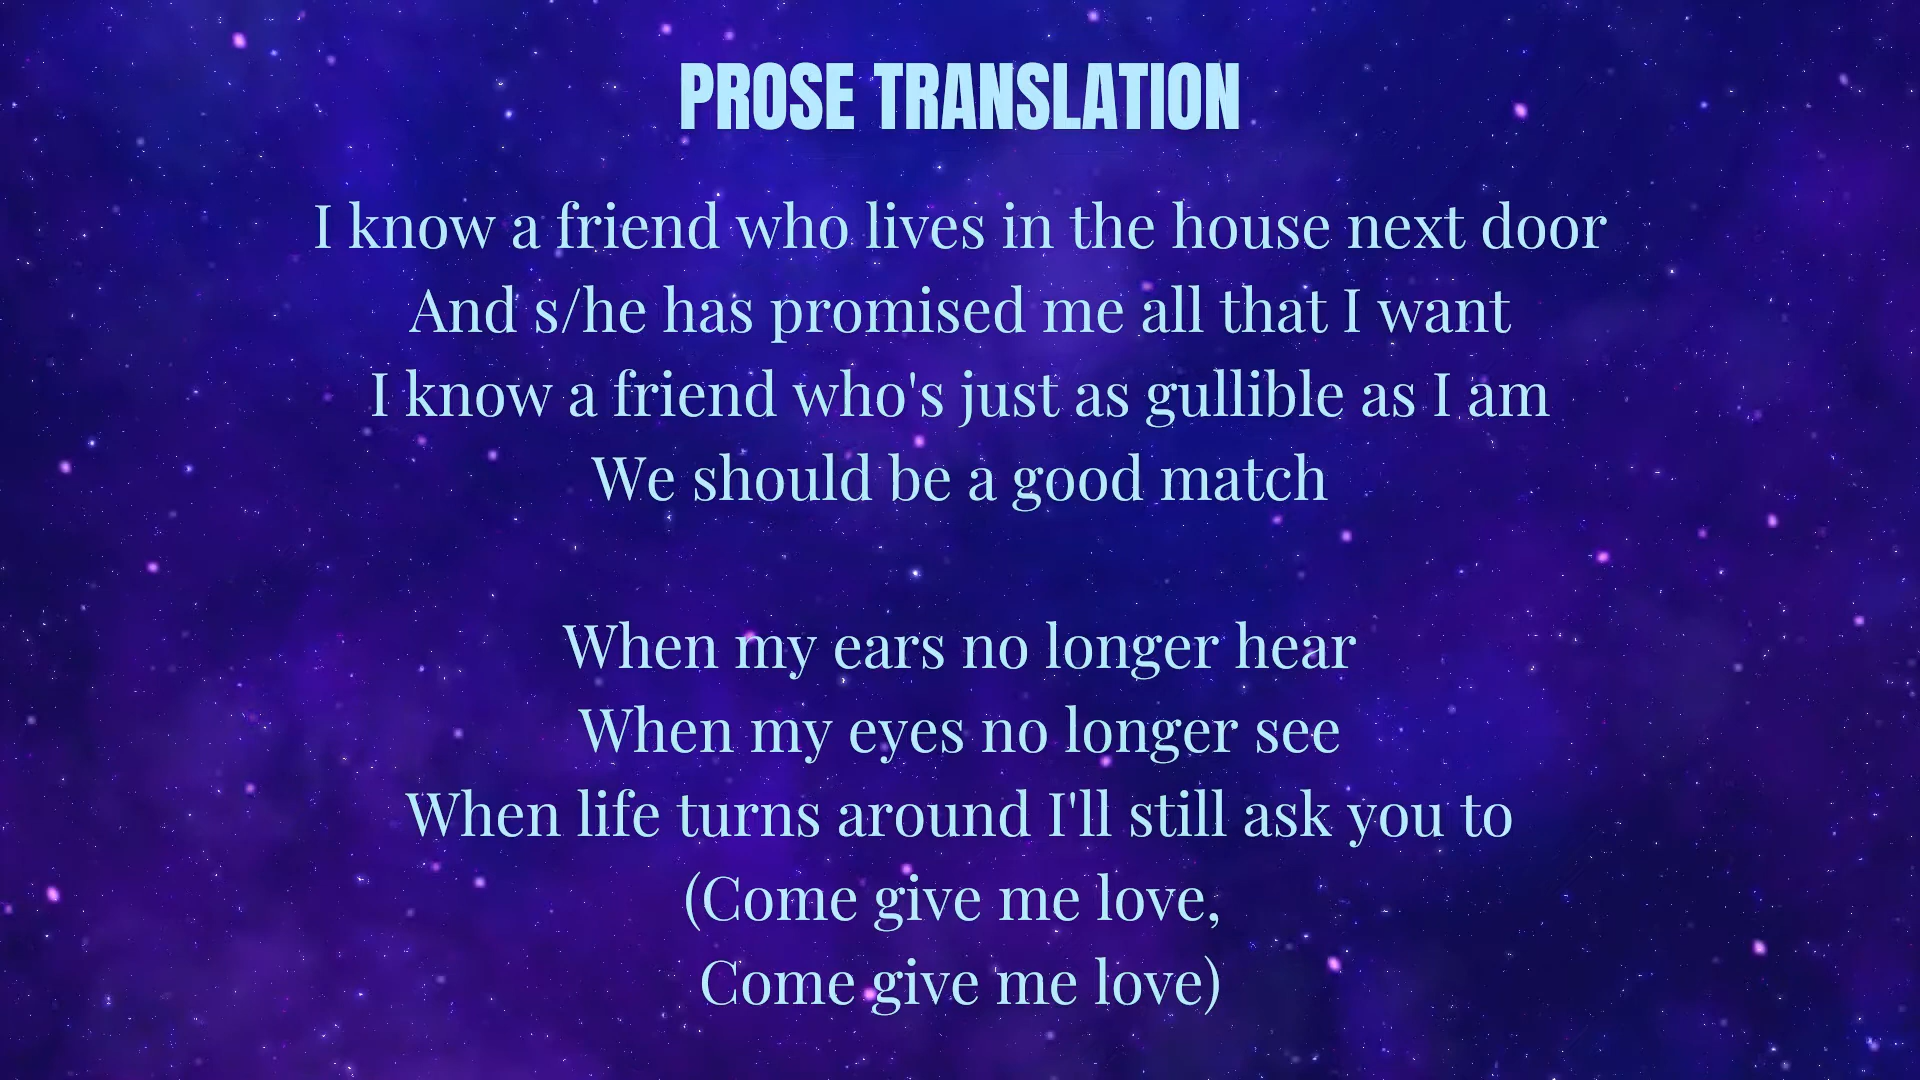 PROSE TRANSLATION
I know a friend who lives in the house next door
And s/he has promised me all that I want
I know a friend who's just as gullible as I am
We should be a good match
When my ears no longer hear
When my eyes no longer see
When life turns around I'll still ask you to
(Come give me love,
Come give me love)